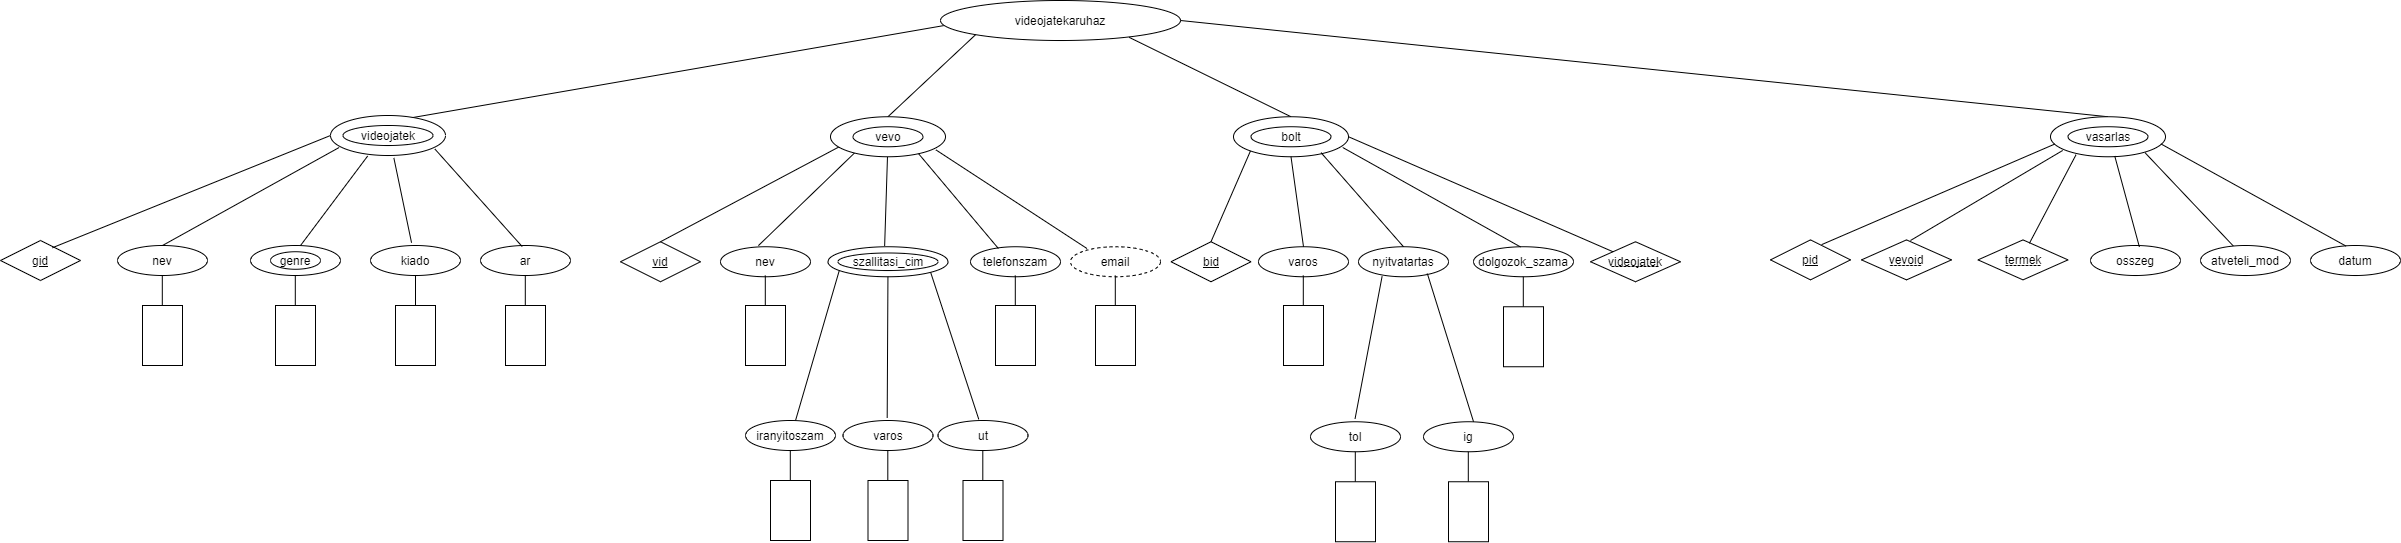 videojatekaruhaz
videojatek
vevo
bolt
vasarlas
gid
nev
genre
kiado
ar
vid
nev
szallitasi_cim
telefonszam
email
bid
varos
nyitvatartas
dolgozok_szama
videojatek
pid
vevoid
termek
osszeg
atveteli_mod
datum
iranyitoszam
varos
ut
tol
ig